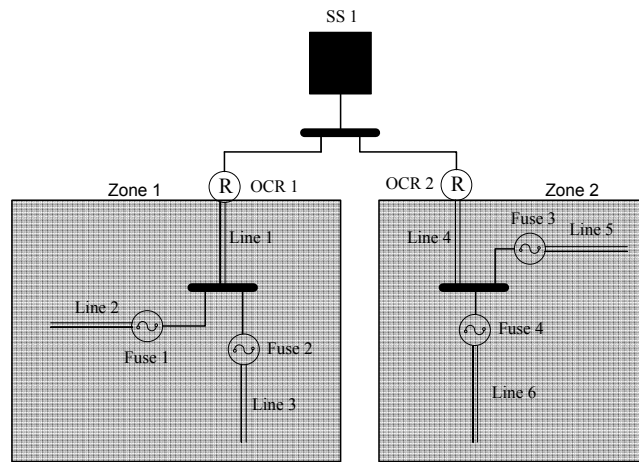 SS 1
R
OCR 1
OCR 2
R
Zone 1
Zone 2
Line 1
Line 2
Fuse 1
Fuse 2
Line 3
Line 4
Fuse 3
Line 5
Fuse 4
Line 6